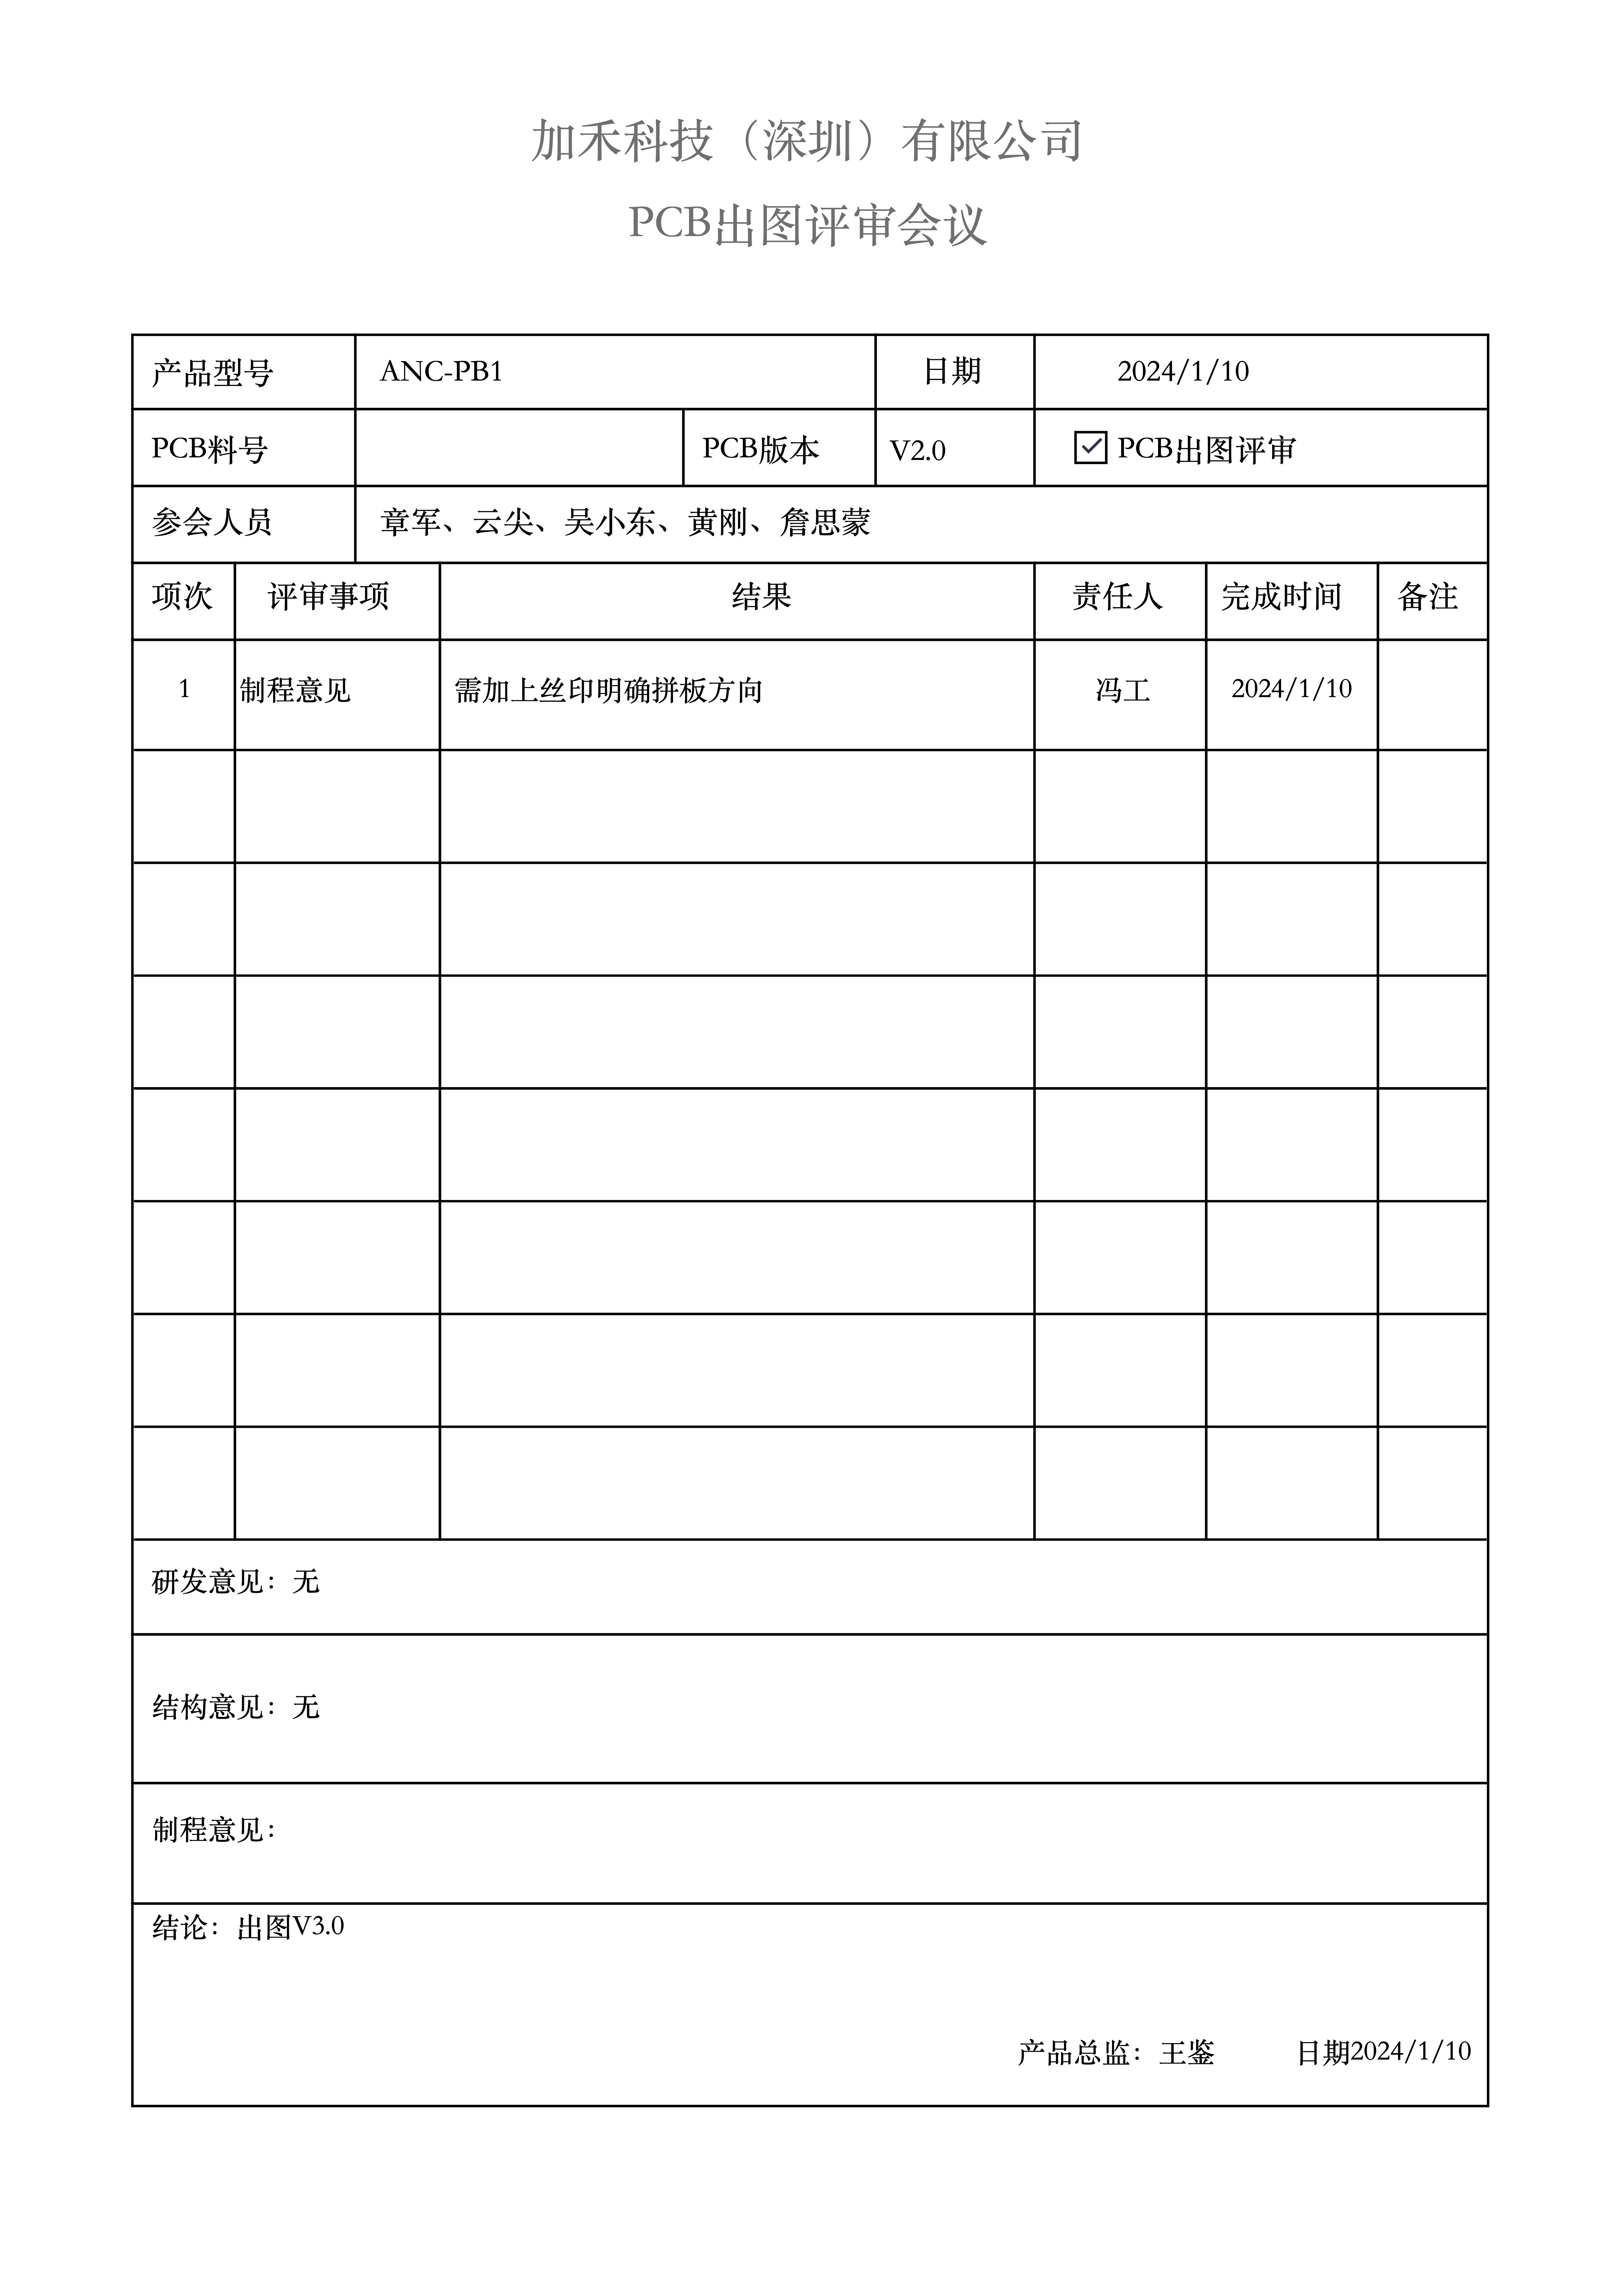 加禾科技（深圳）有限公司
PCB出图评审会议
产品型号 ANC-PB1 日期 2024/1/10
PCB料号 PCB版本 V2.0 ☑ PCB出图评审
参会人员 章军、云尖、吴小东、黄刚、詹思蒙
项次 评审事项 结果 责任人 完成时间 备注
1 制程意见 需加上丝印明确拼板方向 冯工 2024/1/10
研发意见：无
结构意见：无
制程意见：
结论：出图V3.0
产品总监：王鉴 日期2024/1/10